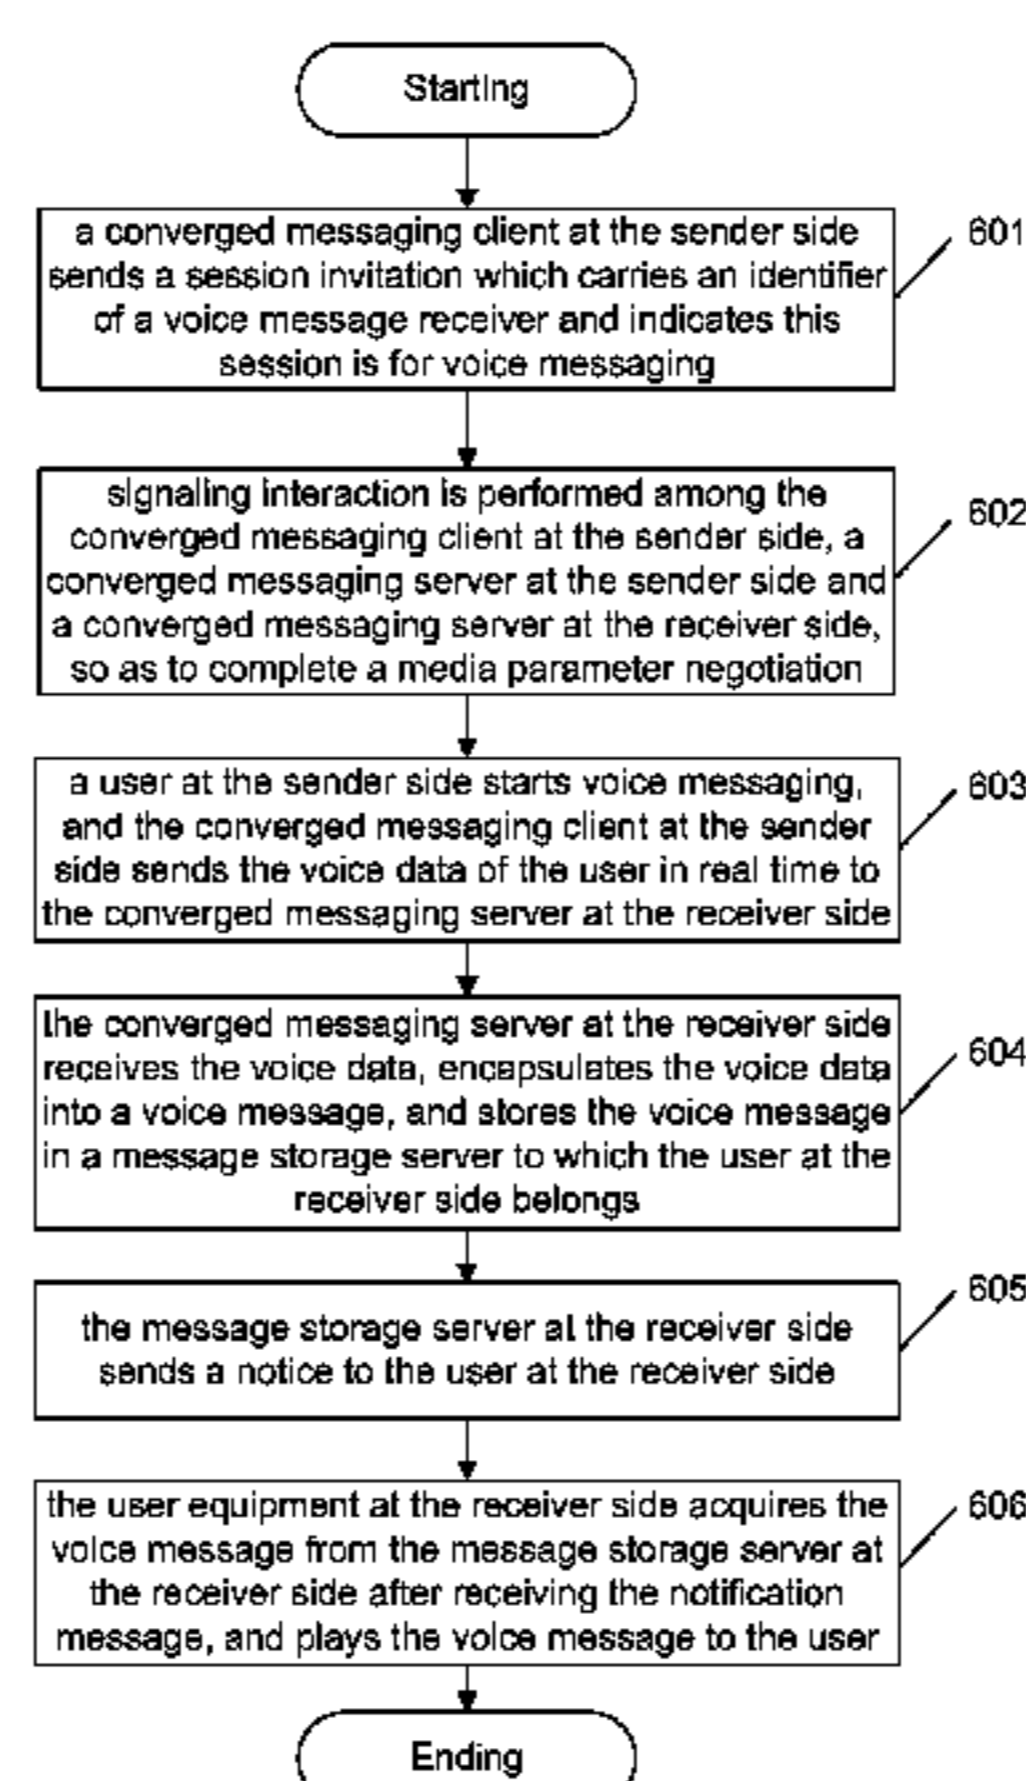 Starting
a converged messaging client at the sender side
sends a session invitation which carries an identifier
of a voice message receiver and indicates this
session is for voice messaging
601
signaling interaction is performed among the
converged messaging client at the sender side, a
converged messaging server at the sender side and
a converged messaging server at the receiver side,
so as to complete a media parameter negotiation
602
a user at the sender side starts voice messaging,
and the converged messaging client at the sender
side sends the voice data of the user in real time to
the converged messaging server at the receiver side
603
the converged messaging server at the receiver side
receives the voice data, encapsulates the voice data
into a voice message, and stores the voice message
in a message storage server to which the user at the
receiver side belongs
604
the message storage server at the receiver side
sends a notice to the user at the receiver side
605
the user equipment at the receiver side acquires the
voice message from the message storage server at
the receiver side after receiving the notification
message, and plays the voice message to the user
606
Ending